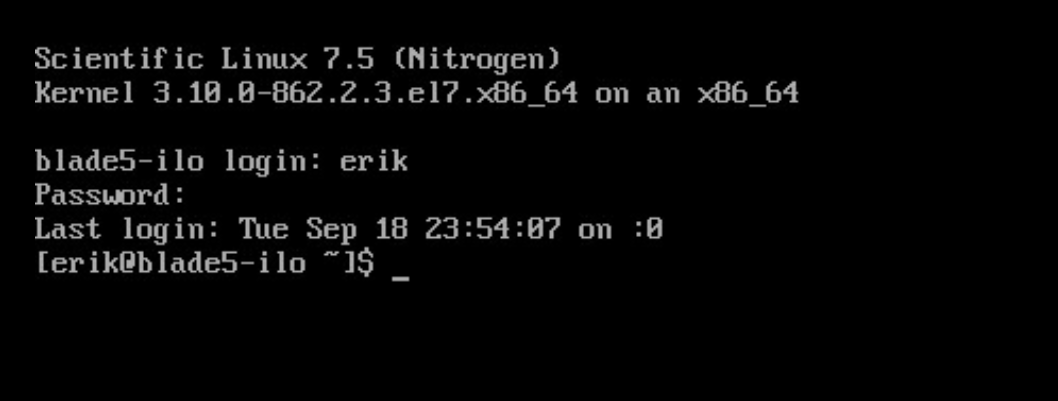 Scientific Linux 7.5 (Nitrogen)
Kernel 3.10.0-862.2.3.el7.x86_64 on an x86_64
blade5-ilo login: erik
Password:
Last login: Tue Sep 18 23:54:07 on :0
[erik@blade5-ilo ~]$ _